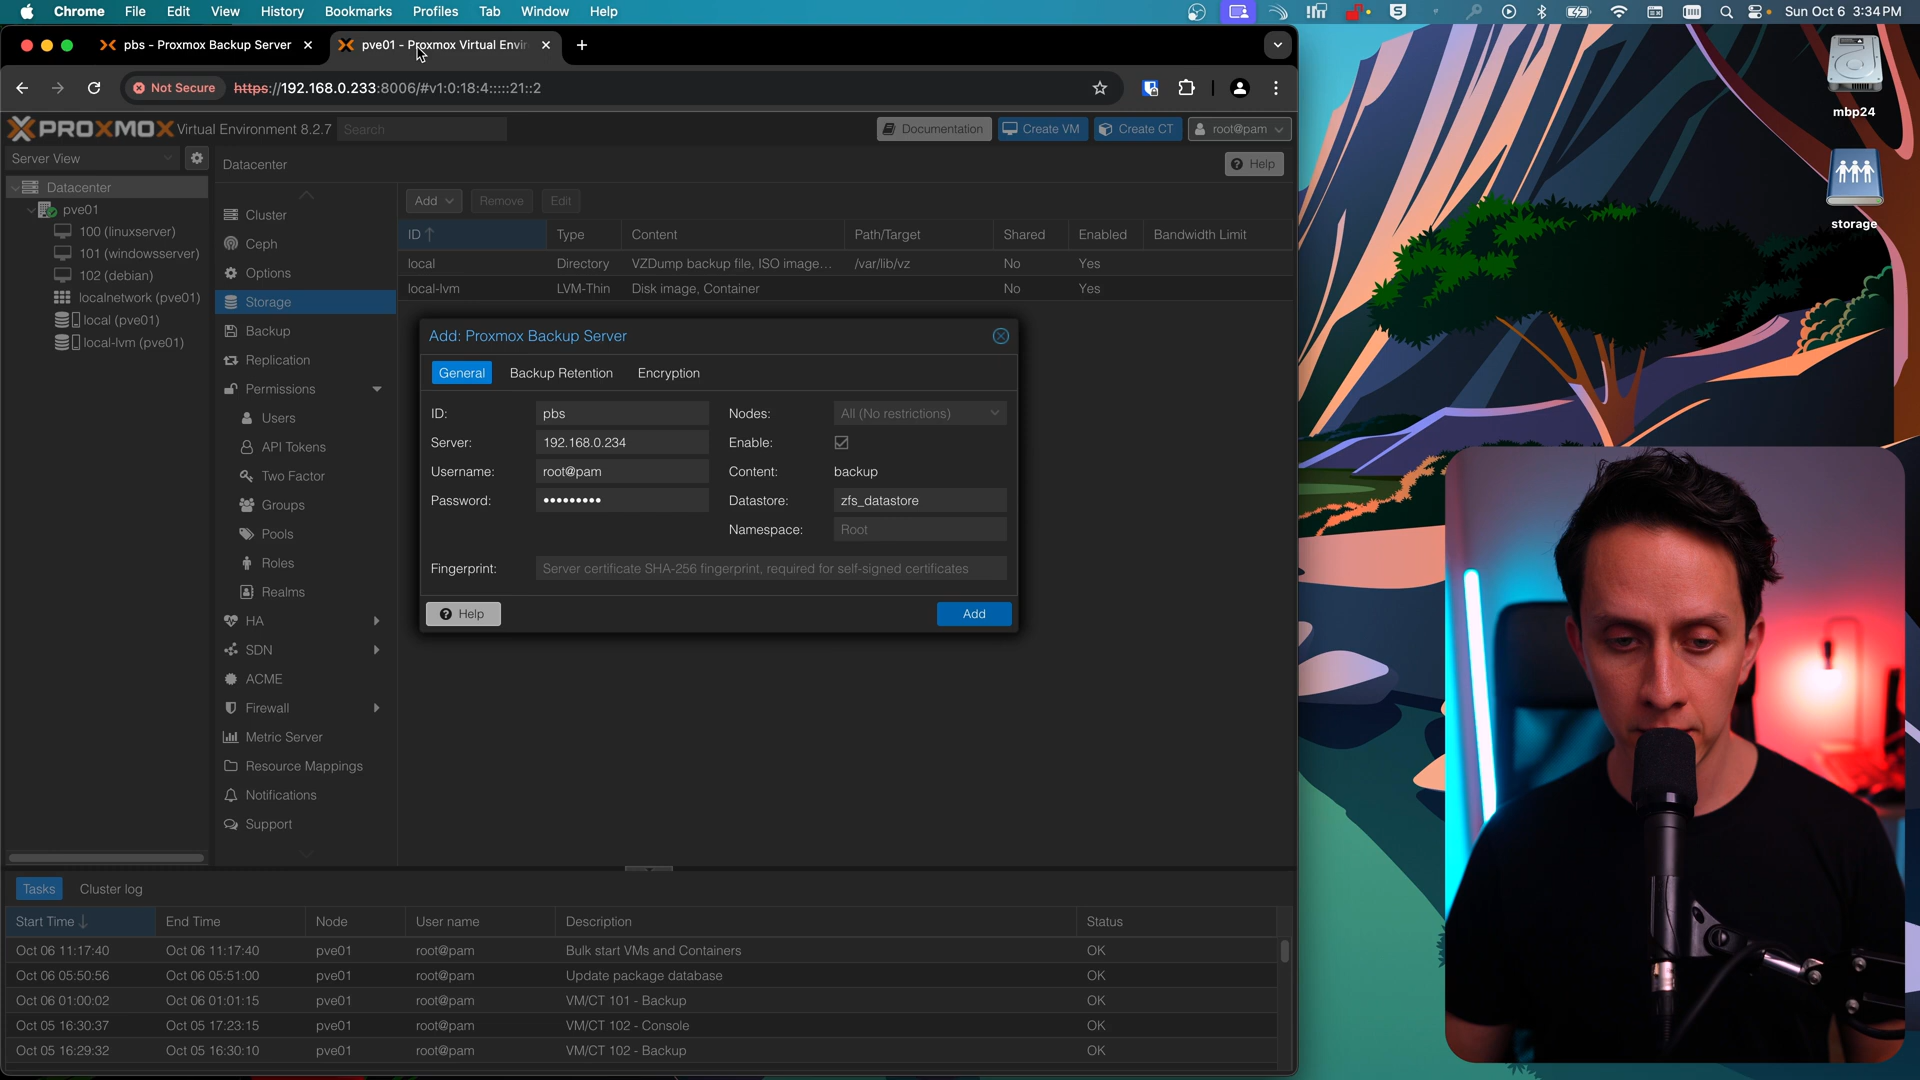 Chrome File Edit View History Bookmarks Profiles Tab Window Help
Sun Oct 6 3:34 PM
pbs - Proxmox Backup Server
pve01 - Proxmox Virtual Envir
Not Secure https://192.168.0.233:8006/#v1:0:18:4:::::21::2
PROXMOX Virtual Environment 8.2.7 Search
Documentation Create VM Create CT root@pam
Server View
Datacenter Help
Datacenter
pve01
100 (linuxserver)
101 (windowsserver)
102 (debian)
localnetwork (pve01)
local (pve01)
local-lvm (pve01)
Cluster
Ceph
Options
Storage
Backup
Replication
Permissions
Users
API Tokens
Two Factor
Groups
Pools
Roles
Realms
HA
SDN
ACME
Firewall
Metric Server
Resource Mappings
Notifications
Support
Add Remove Edit
ID Type Content Path/Target Shared Enabled Bandwidth Limit
local Directory VZDump backup file, ISO image... /var/lib/vz No Yes
local-lvm LVM-Thin Disk image, Container No Yes
Add: Proxmox Backup Server
General Backup Retention Encryption
ID: pbs Nodes: All (No restrictions)
Server: 192.168.0.234 Enable:
Username: root@pam Content: backup
Password: ••••••••• Datastore: zfs_datastore
Namespace: Root
Fingerprint: Server certificate SHA-256 fingerprint, required for self-signed certificates
Help Add
Tasks Cluster log
Start Time End Time Node User name Description Status
Oct 06 11:17:40 Oct 06 11:17:40 pve01 root@pam Bulk start VMs and Containers OK
Oct 06 05:50:56 Oct 06 05:51:00 pve01 root@pam Update package database OK
Oct 06 01:00:02 Oct 06 01:01:15 pve01 root@pam VM/CT 101 - Backup OK
Oct 05 16:30:37 Oct 05 17:23:15 pve01 root@pam VM/CT 102 - Console OK
Oct 05 16:29:32 Oct 05 16:30:10 pve01 root@pam VM/CT 102 - Backup OK
mbp24
storage